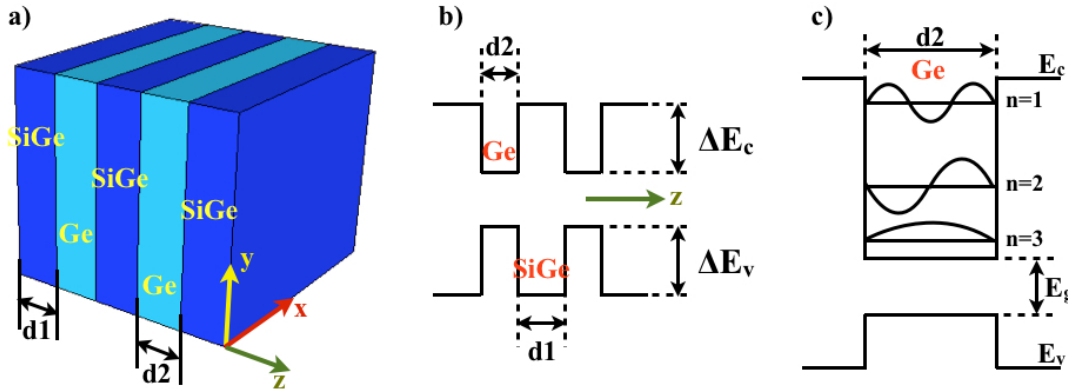 a)
SiGe
SiGe
SiGe
Ge
Ge
y
x
z
d1
d2
b)
d2
Ge
ΔEc
z
SiGe
ΔEv
d1
c)
d2
Ge
Ec
n=1
n=2
n=3
Eg
Ev